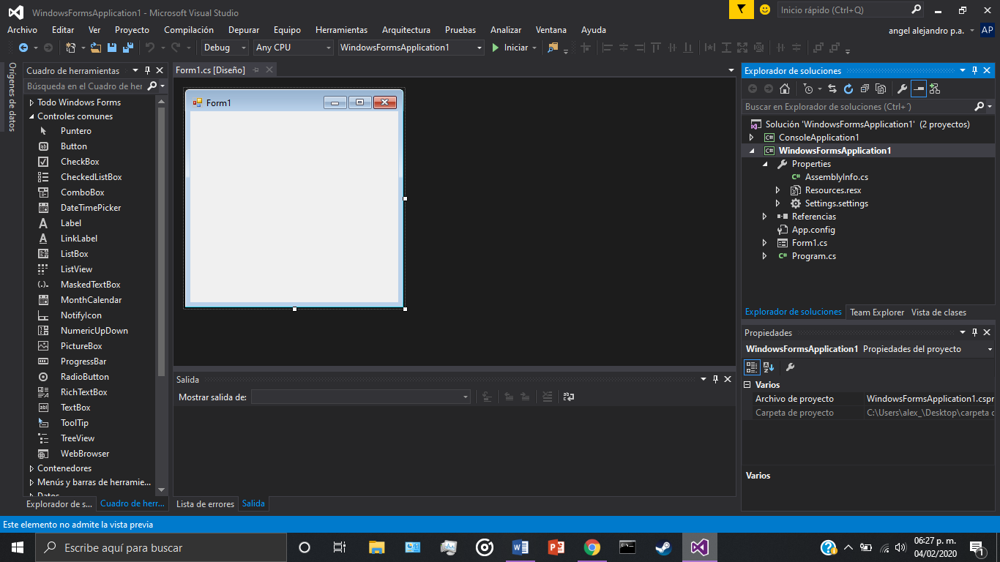 WindowsFormsApplication1 - Microsoft Visual Studio
Inicio rápido (Ctrl+Q)
Archivo Editar Ver Proyecto Compilación Depurar Equipo Herramientas Arquitectura Pruebas Analizar Ventana Ayuda
angel alejandro p.a. AP
Debug Any CPU WindowsFormsApplication1 Iniciar
Orígenes de datos
Cuadro de herramientas
Búsqueda en el Cuadro de her
Todo Windows Forms
Controles comunes
Puntero
Button
CheckBox
CheckedListBox
ComboBox
DateTimePicker
Label
LinkLabel
ListBox
ListView
MaskedTextBox
MonthCalendar
NotifyIcon
NumericUpDown
PictureBox
ProgressBar
RadioButton
RichTextBox
TextBox
ToolTip
TreeView
WebBrowser
Contenedores
Menús y barras de herramie...
Datos
Explorador de s... Cuadro de herr...
Form1.cs [Diseño]
Form1
Salida
Mostrar salida de:
Lista de errores Salida
Explorador de soluciones
Buscar en Explorador de soluciones (Ctrl+´)
Solución 'WindowsFormsApplication1' (2 proyectos)
ConsoleApplication1
WindowsFormsApplication1
Properties
AssemblyInfo.cs
Resources.resx
Settings.settings
Referencias
App.config
Form1.cs
Program.cs
Explorador de soluciones Team Explorer Vista de clases
Propiedades
WindowsFormsApplication1 Propiedades del proyecto
Varios
Archivo de proyecto WindowsFormsApplication1.cspr
Carpeta de proyecto C:\Users\alex_\Desktop\carpeta c
Varios
Este elemento no admite la vista previa
Escribe aquí para buscar
06:27 p. m.
04/02/2020
1